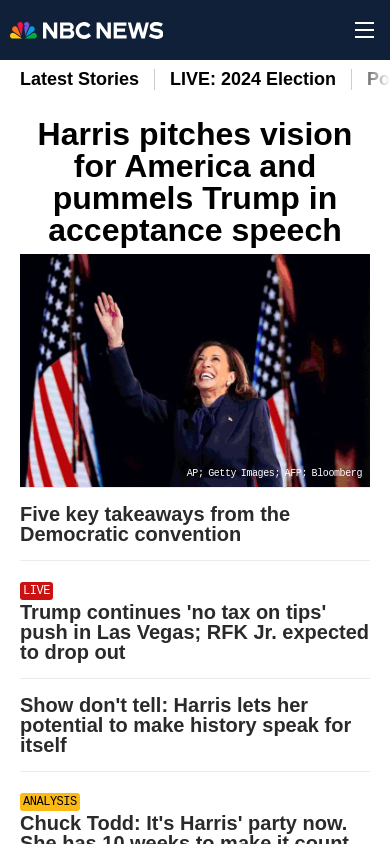 NBC NEWS
Latest Stories
LIVE: 2024 Election
Harris pitches vision
for America and
pummels Trump in
acceptance speech
AP; Getty Images; AFP; Bloomberg
Five key takeaways from the
Democratic convention
LIVE
Trump continues 'no tax on tips'
push in Las Vegas; RFK Jr. expected
to drop out
Show don't tell: Harris lets her
potential to make history speak for
itself
ANALYSIS
Chuck Todd: It's Harris' party now.
She has 10 weeks to make it count.